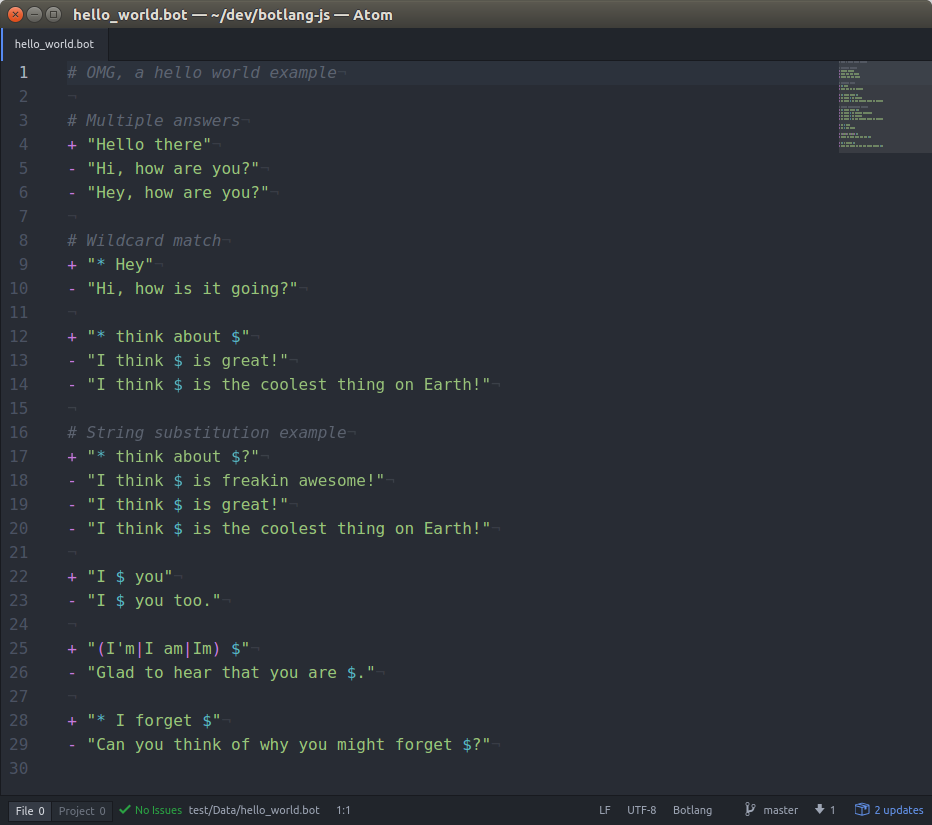 hello_world.bot — ~/dev/botlang-js — Atom
hello_world.bot
1 # OMG, a hello world example¬
2 ¬
3 # Multiple answers¬
4 + "Hello there"¬
5 - "Hi, how are you?"¬
6 - "Hey, how are you?"¬
7 ¬
8 # Wildcard match¬
9 + "* Hey"¬
10 - "Hi, how is it going?"¬
11 ¬
12 + "* think about $"¬
13 - "I think $ is great!"¬
14 - "I think $ is the coolest thing on Earth!"¬
15 ¬
16 # String substitution example¬
17 + "* think about $?"¬
18 - "I think $ is freakin awesome!"¬
19 - "I think $ is great!"¬
20 - "I think $ is the coolest thing on Earth!"¬
21 ¬
22 + "I $ you"¬
23 - "I $ you too."¬
24 ¬
25 + "(I'm|I am|Im) $"¬
26 - "Glad to hear that you are $."¬
27 ¬
28 + "* I forget $"¬
29 - "Can you think of why you might forget $?"¬
30
File 0 Project 0 No Issues test/Data/hello_world.bot 1:1 LF UTF-8 Botlang master 1 2 updates